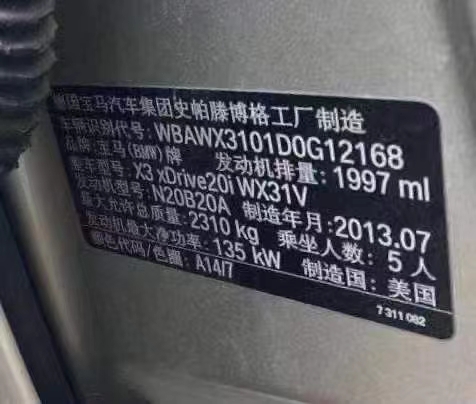 德国宝马汽车集团史帕滕博格工厂制造
车辆识别代号: WBAWX3101D0G12168
品牌: 宝马(BMW)牌 发动机排量: 1997 ml
整车型号: X3 xDrive20i WX31V
发动机型号: N20B20A 制造年月: 2013.07
最大允许总质量: 2310 kg 乘坐人数: 5 人
发动机最大净功率: 135 kW 制造国: 美国
颜色代码/色圈: A14/7
7 311 082